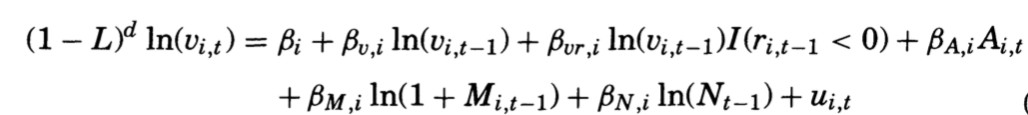 (1 − L)^d ln(v_{i,t}) = β_i + β_{v,i} ln(v_{i,t−1}) + β_{vr,i} ln(v_{i,t−1})I(r_{i,t−1} < 0) + β_{A,i}A_{i,t}
+ β_{M,i} ln(1 + M_{i,t−1}) + β_{N,i} ln(N_{t−1}) + u_{i,t} (